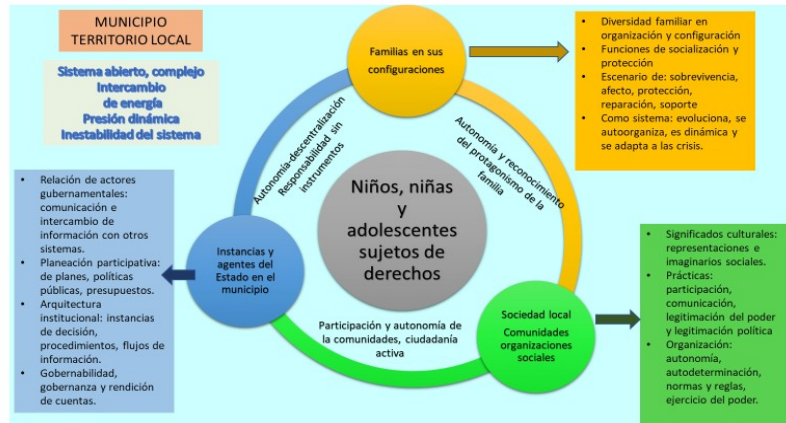 MUNICIPIO
TERRITORIO LOCAL
Sistema abierto, complejo
Intercambio
de energía
Presión dinámica
Inestabilidad del sistema
Familias en sus
configuraciones
• Diversidad familiar en
organización y configuración
• Funciones de socialización y
protección
• Escenario de: sobrevivencia,
afecto, protección,
reparación, soporte
• Como sistema: evoluciona, se
autoorganiza, es dinámica y
se adapta a las crisis.
Autonomía-descentralización
Responsabilidad sin
instrumentos
Autonomía y reconocimiento
del protagonismo de la
familia
Niños, niñas
y
adolescentes
sujetos de
derechos
• Relación de actores
gubernamentales:
comunicación e
intercambio de
información con otros
sistemas.
• Planeación participativa:
de planes, políticas
públicas, presupuestos.
• Arquitectura
institucional: instancias
de decisión,
procedimientos, flujos de
información.
• Gobernabilidad,
gobernanza y rendición
de cuentas.
Instancias y
agentes del
Estado en el
municipio
Participación y autonomía de
la comunidades, ciudadanía
activa
Sociedad local
Comunidades
organizaciones
sociales
• Significados culturales:
representaciones e
imaginarios sociales.
• Prácticas:
participación,
comunicación,
legitimación del poder
y legitimación política
• Organización:
autonomía,
autodeterminación,
normas y reglas,
ejercicio del poder.